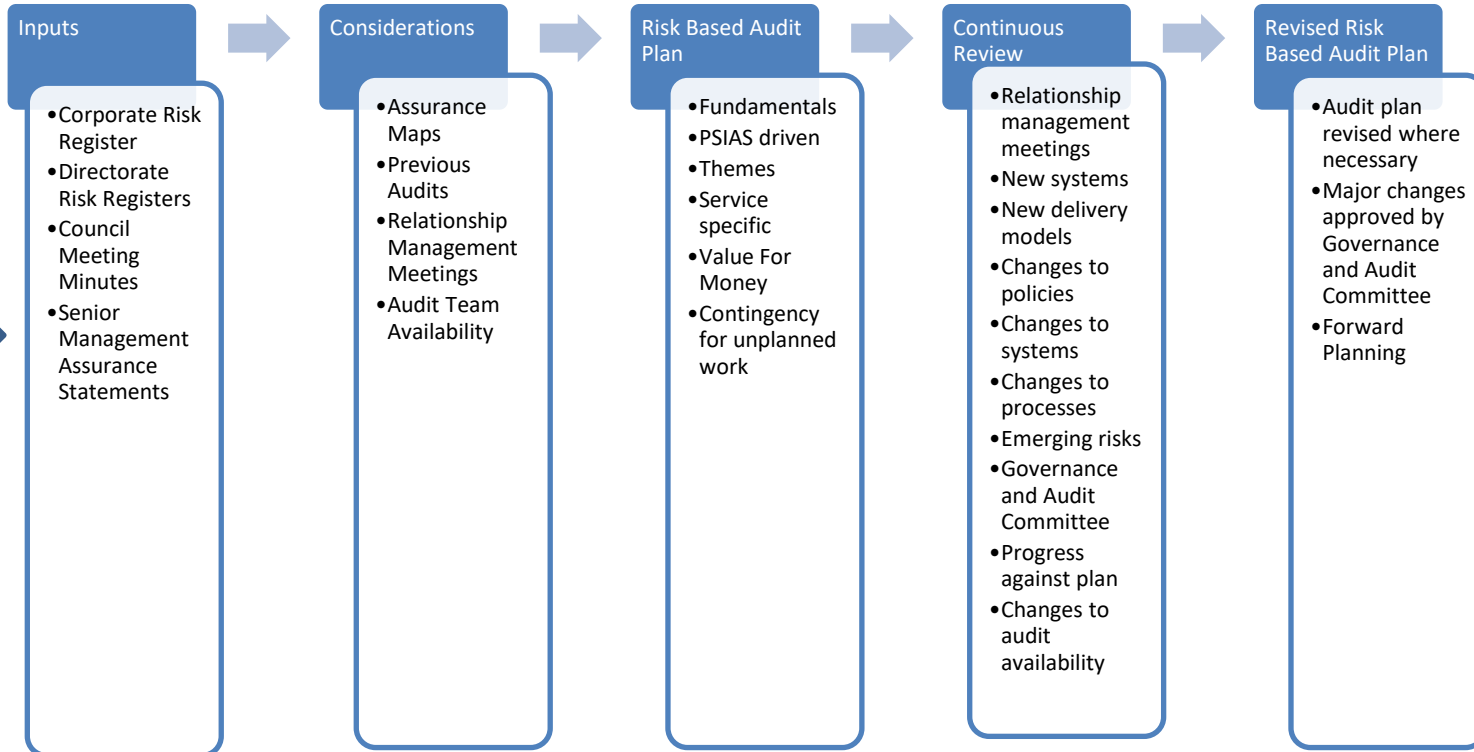 Inputs
•Corporate Risk
Register
•Directorate
Risk Registers
•Council
Meeting
Minutes
•Senior
Management
Assurance
Statements
Considerations
•Assurance
Maps
•Previous
Audits
•Relationship
Management
Meetings
•Audit Team
Availability
Risk Based Audit
Plan
•Fundamentals
•PSIAS driven
•Themes
•Service
specific
•Value For
Money
•Contingency
for unplanned
work
Continuous
Review
•Relationship
management
meetings
•New systems
•New delivery
models
•Changes to
policies
•Changes to
systems
•Changes to
processes
•Emerging risks
•Governance
and Audit
Committee
•Progress
against plan
•Changes to
audit
availability
Revised Risk
Based Audit Plan
•Audit plan
revised where
necessary
•Major changes
approved by
Governance
and Audit
Committee
•Forward
Planning